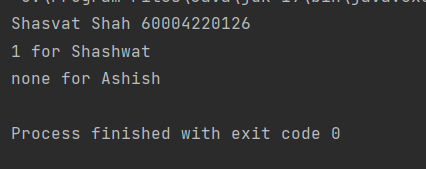 Shasvat Shah 60004220126
1 for Shashwat
none for Ashish
Process finished with exit code 0